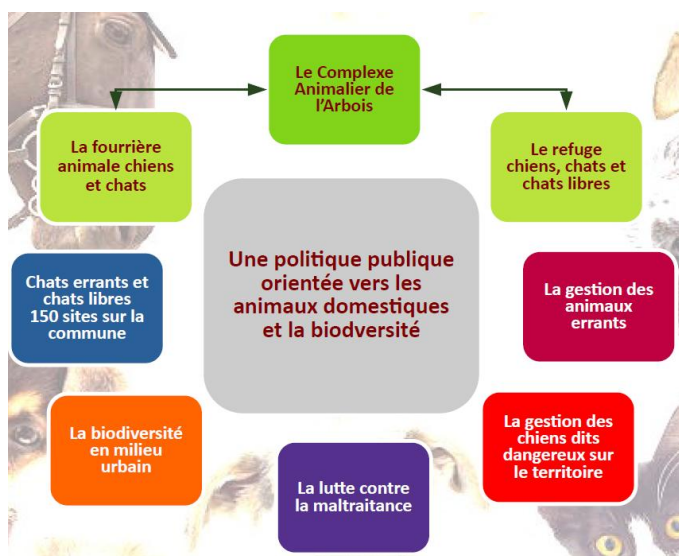 Le Complexe
Animalier de
l'Arbois
La fourrière
animale chiens
et chats
Le refuge
chiens, chats et
chats libres
Une politique publique
orientée vers les
animaux domestiques
et la biodversité
Chats errants et
chats libres
150 sites sur la
commune
La gestion des
animaux
errants
La biodiversité
en milieu
urbain
La gestion des
chiens dits
dangereux sur
le territoire
La lutte contre
la maltraitance